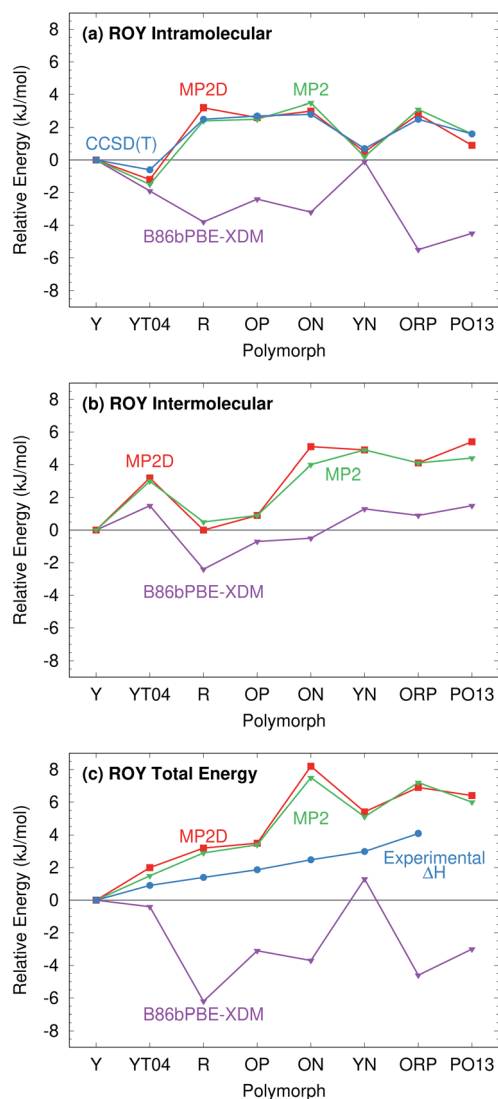 (a) ROY Intramolecular
8
6
4
2
0
-2
-4
-6
-8
Relative Energy (kJ/mol)
MP2D
MP2
CCSD(T)
B86bPBE-XDM
Y YT04 R OP ON YN ORP PO13
Polymorph
(b) ROY Intermolecular
8
6
4
2
0
-2
-4
-6
-8
Relative Energy (kJ/mol)
MP2D
MP2
B86bPBE-XDM
Y YT04 R OP ON YN ORP PO13
Polymorph
(c) ROY Total Energy
8
6
4
2
0
-2
-4
-6
-8
Relative Energy (kJ/mol)
MP2D
MP2
Experimental
ΔH
B86bPBE-XDM
Y YT04 R OP ON YN ORP PO13
Polymorph